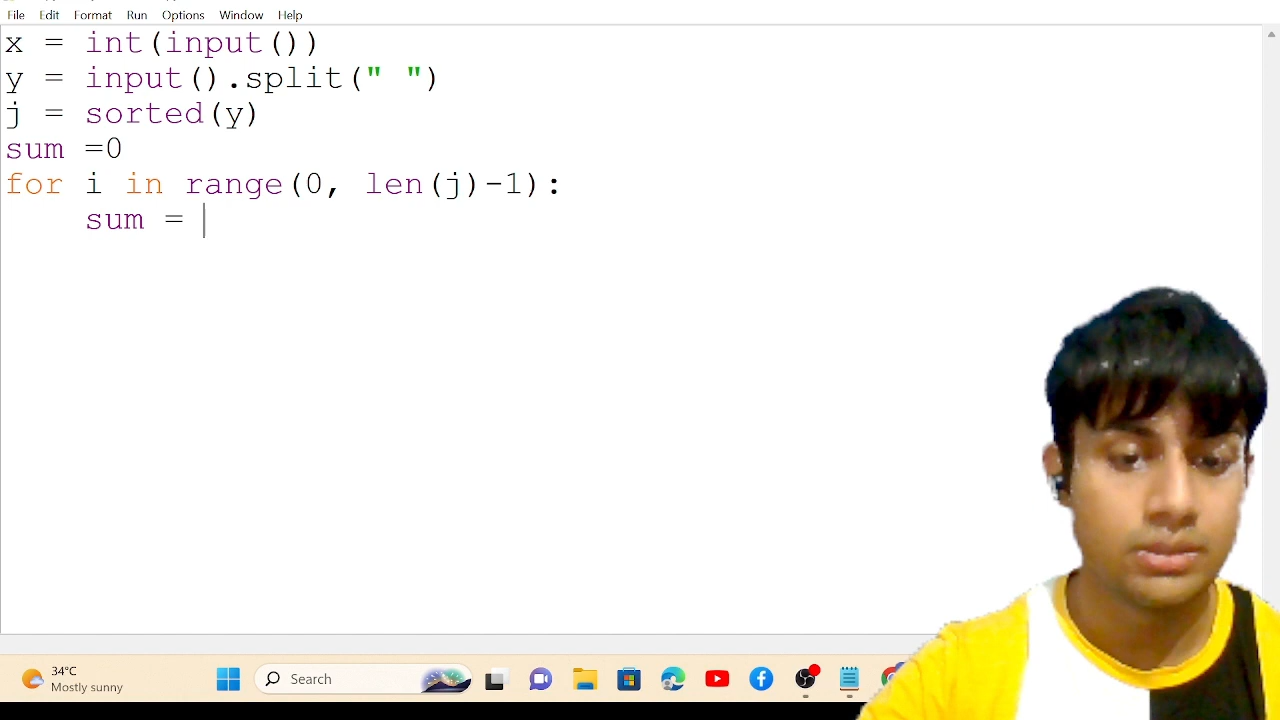 File Edit Format Run Options Window Help
x = int(input())
y = input().split(" ")
j = sorted(y)
sum =0
for i in range(0, len(j)-1):
    sum =
34°C
Mostly sunny
Search